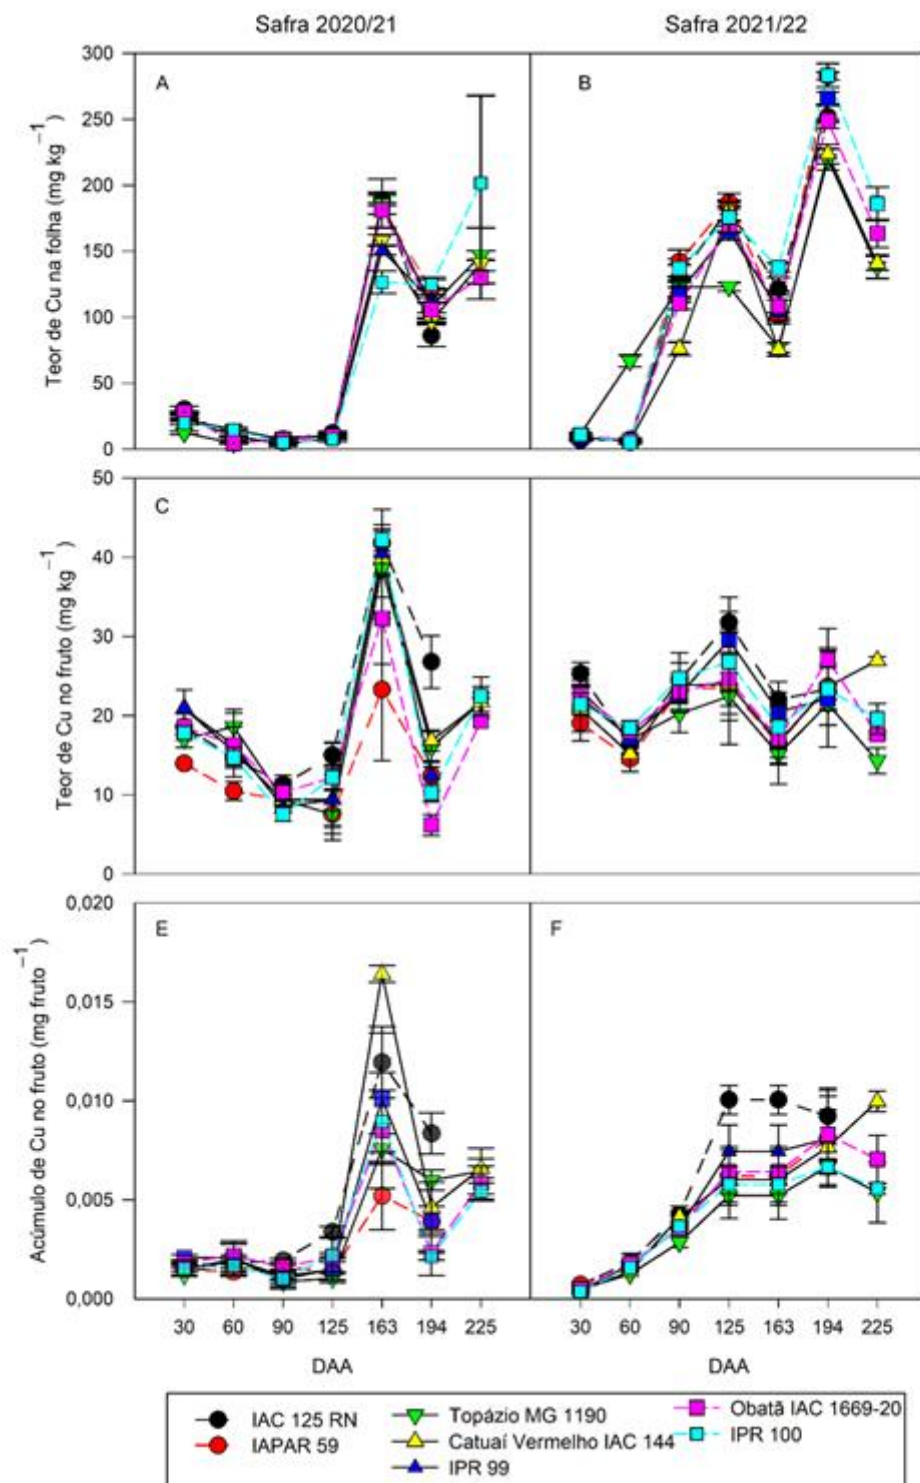 Safra 2020/21 Safra 2021/22
A B
300
250
200
150
100
50
0
Teor de Cu na folha (mg kg⁻¹)
C
50
40
30
20
10
0
Teor de Cu no fruto (mg kg⁻¹)
E F
0,020
0,015
0,010
0,005
0,000
Acúmulo de Cu no fruto (mg fruto⁻¹)
30 60 90 125 163 194 225 30 60 90 125 163 194 225
DAA DAA
IAC 125 RN
IAPAR 59
Topázio MG 1190
Catuaí Vermelho IAC 144
IPR 99
Obatã IAC 1669-20
IPR 100